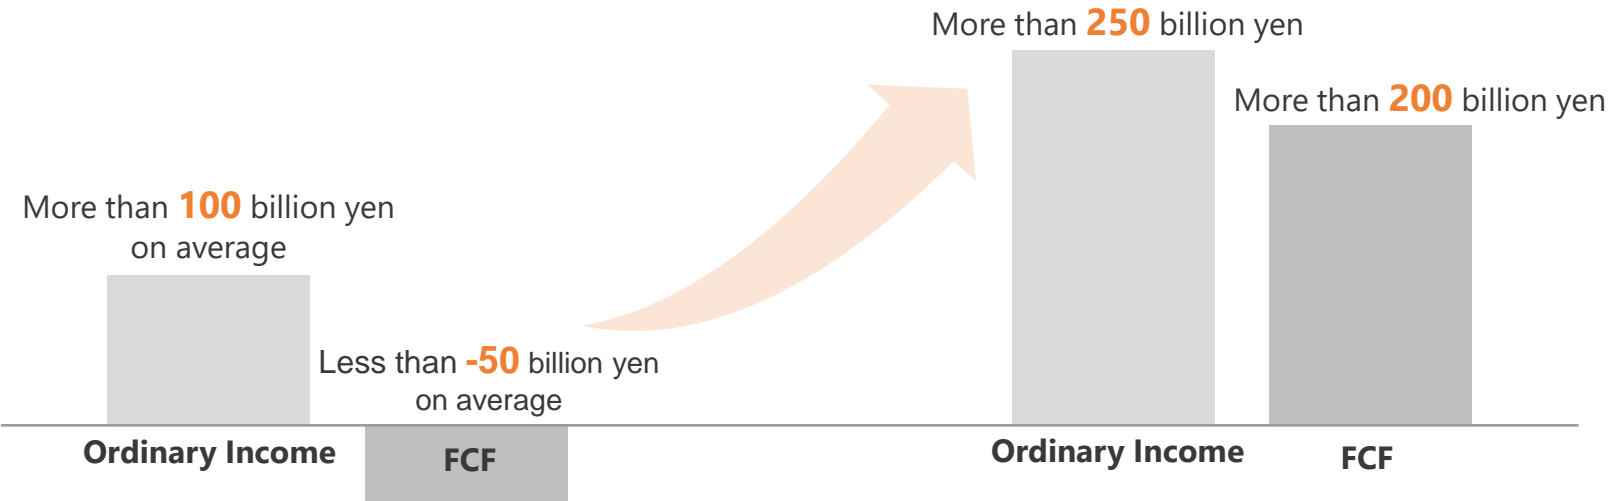 More than 250 billion yen
More than 200 billion yen
More than 100 billion yen
on average
Less than -50 billion yen
on average
Ordinary Income
FCF
Ordinary Income
FCF